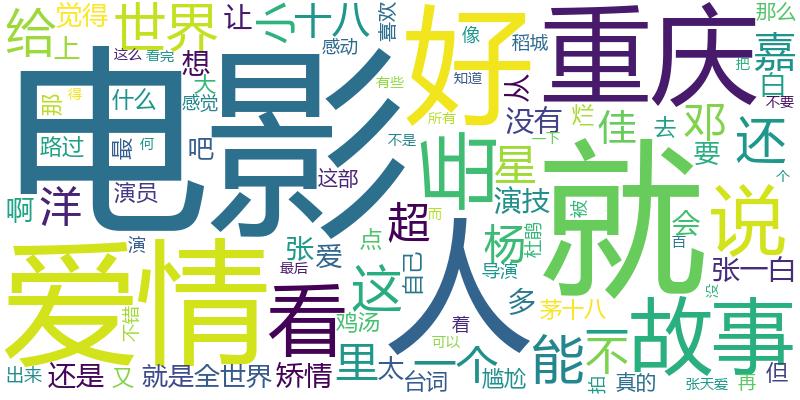 电影
好
就
人
爱情
重庆
故事
说
看
给
世界
觉得
上
让
小
十八
喜欢
感动
像
稻城
那么
嘉
想
从
这么
看完
有些
知道
把
白
不要
得
那
什么
大
感觉
没有
烂
佳
邓
去
还
要
所有
路过
最
何
吧
不是
一下
个
出
星
演技
会
啊
洋
演员
这部
超
杨
杜鹃
被
张
爱
点
这
自己
而
导演
百
张一白
演
最后
多
茅十八
没
不错
鸡汤
着
可以
能
不
一
出来
还是
又
就是全世界
矫情
里
太
台词
一个
尴尬
拍
真的
张天爱
再
但